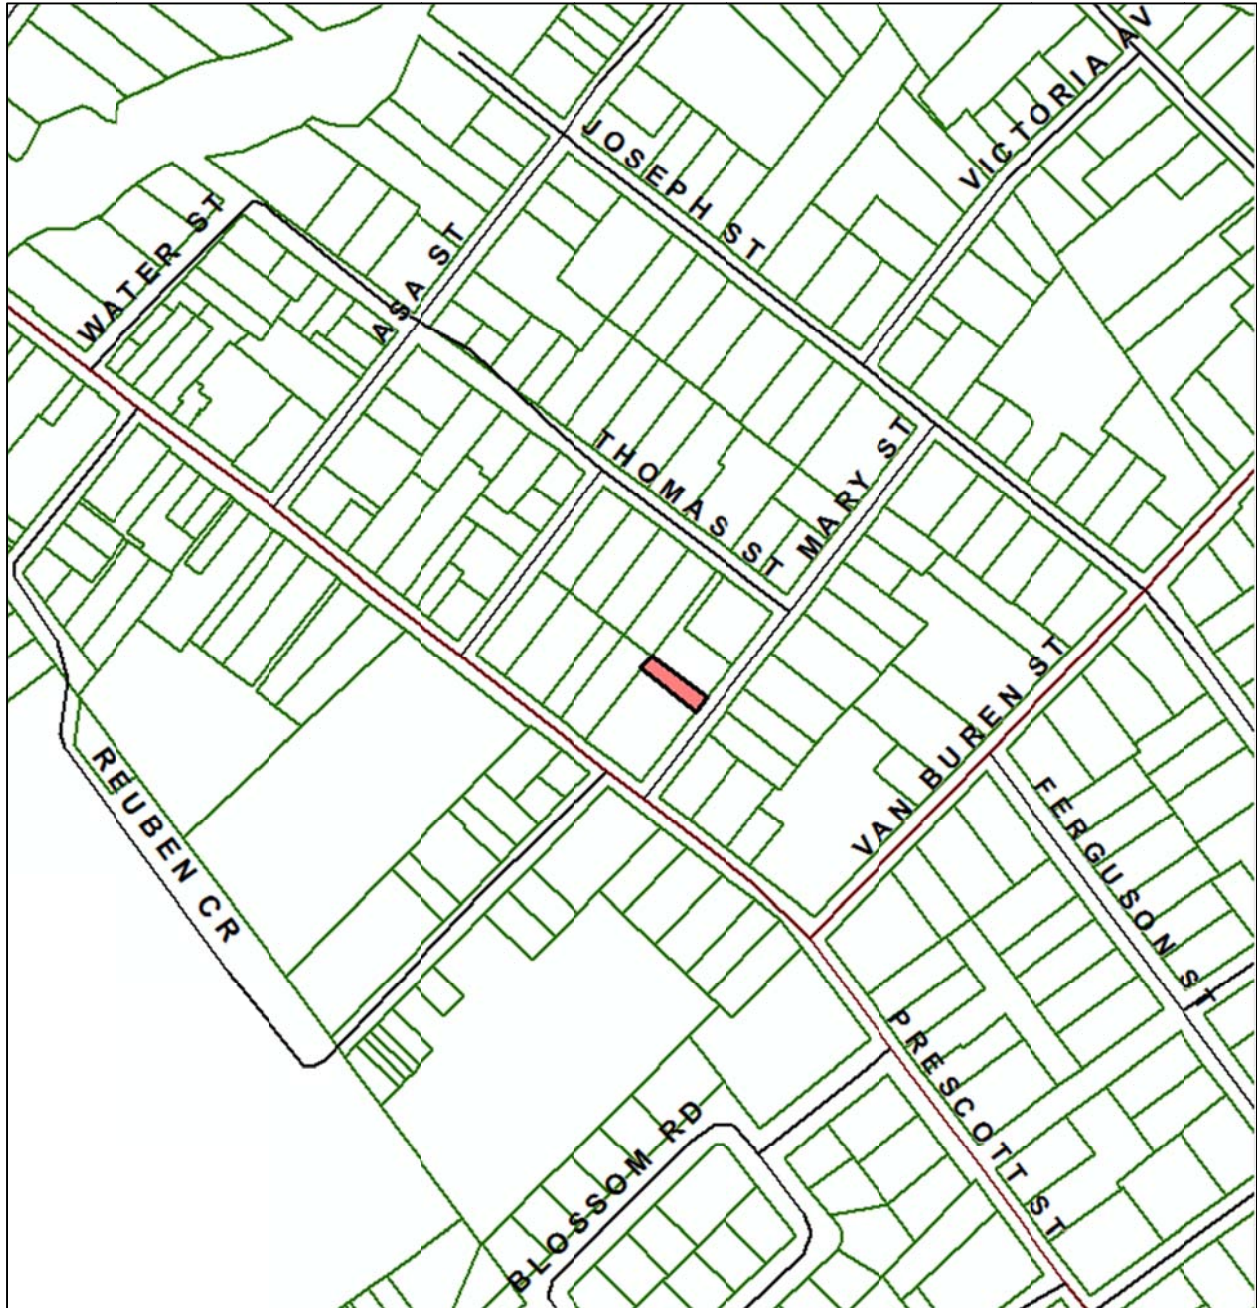 VICTORIA AV
JOSEPH ST
WATER ST
ASA ST
THOMAS ST
MARY ST
VAN BUREN ST
REUBEN CR
FERGUSON ST
PRESCOTT ST
BLOSSOM RD